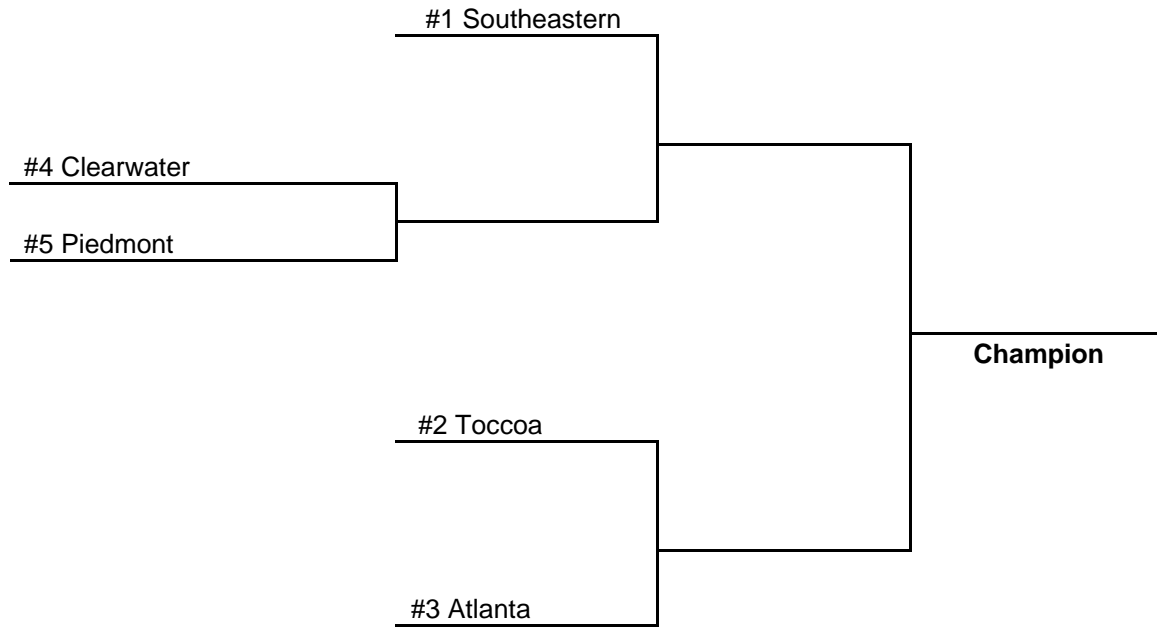 #1 Southeastern
#4 Clearwater
#5 Piedmont
Champion
#2 Toccoa
#3 Atlanta